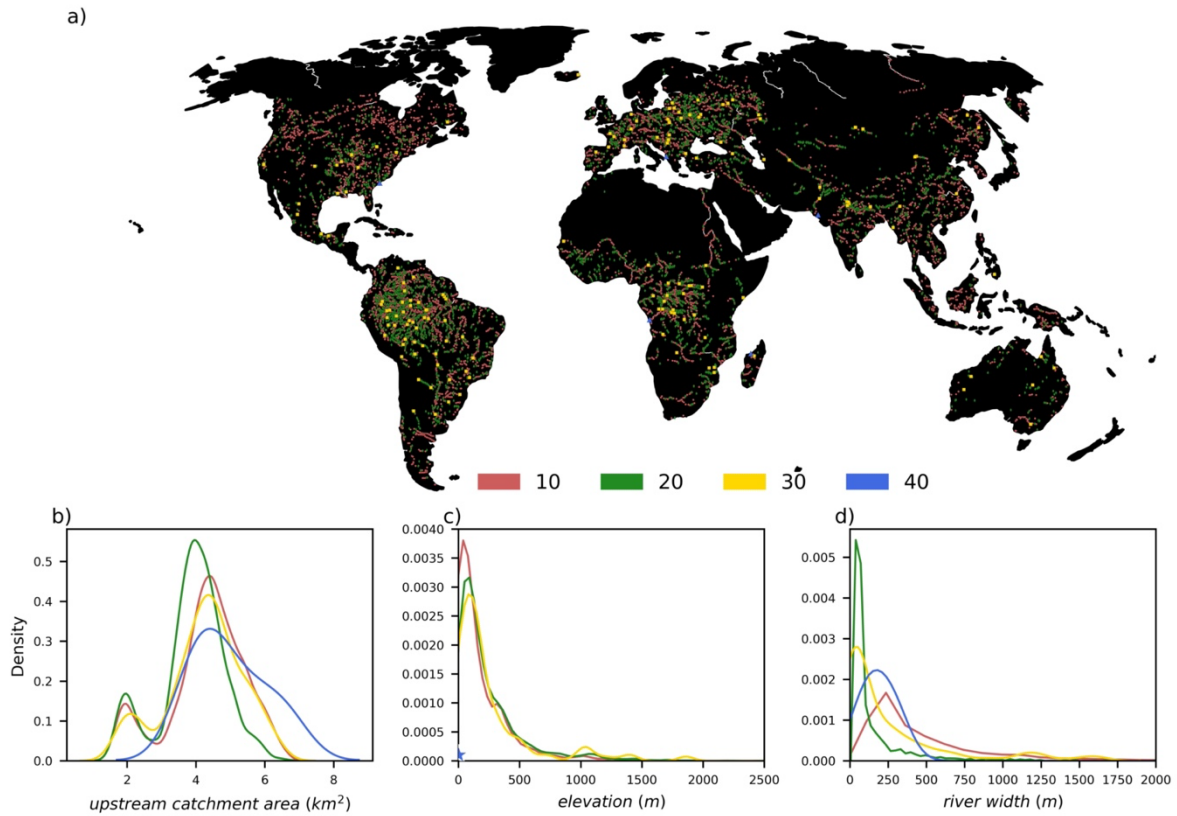 a)
10 20 30 40
b) c) d)
Density
0.5
0.4
0.3
0.2
0.1
0.0
2 4 6 8
upstream catchment area (km²)
0.0040
0.0035
0.0030
0.0025
0.0020
0.0015
0.0010
0.0005
0.0000
0 500 1000 1500 2000 2500
elevation (m)
0.005
0.004
0.003
0.002
0.001
0.000
0 250 500 750 1000 1250 1500 1750 2000
river width (m)